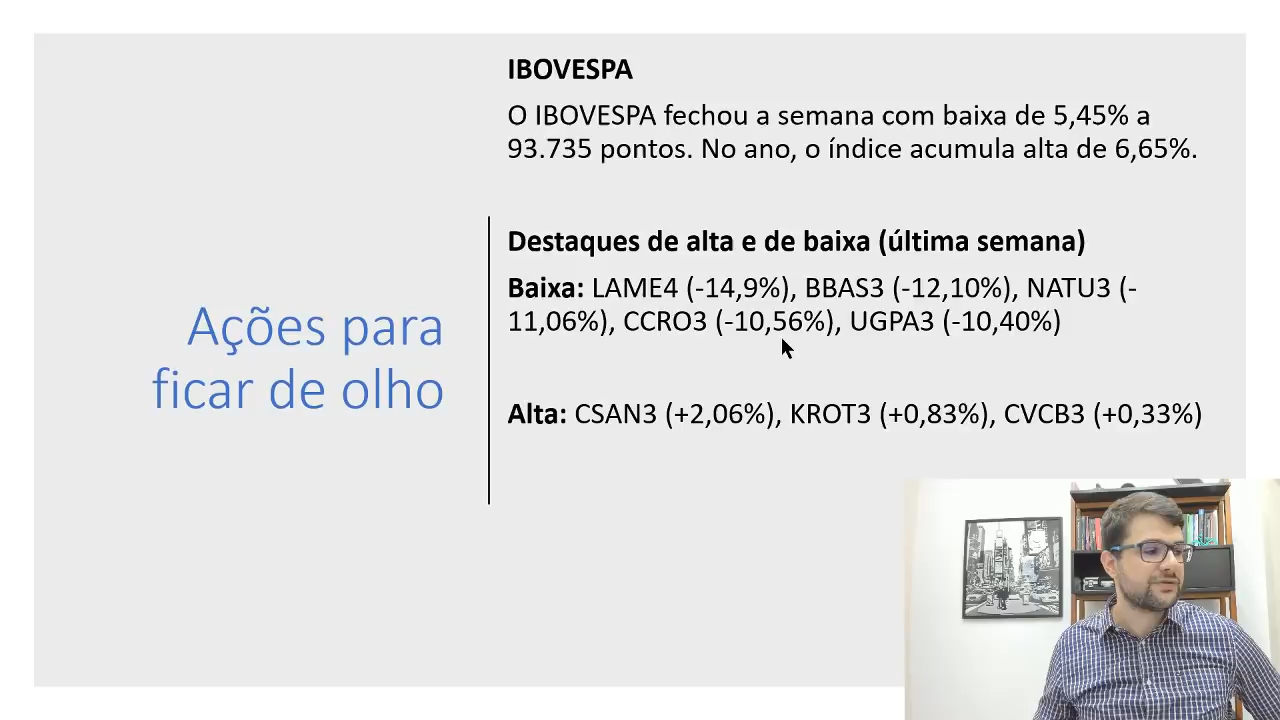 IBOVESPA
O IBOVESPA fechou a semana com baixa de 5,45% a
93.735 pontos. No ano, o índice acumula alta de 6,65%.
Destaques de alta e de baixa (última semana)
Baixa: LAME4 (-14,9%), BBAS3 (-12,10%), NATU3 (-
11,06%), CCRO3 (-10,56%), UGPA3 (-10,40%)
Alta: CSAN3 (+2,06%), KROT3 (+0,83%), CVCB3 (+0,33%)
Ações para
ficar de olho